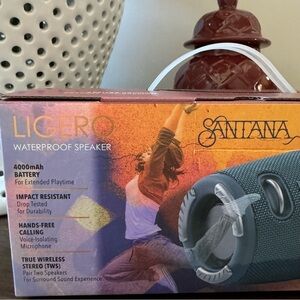 LIGERO
WATERPROOF SPEAKER
SANTANA
4000mAh
BATTERY
For Extended Playtime
IMPACT RESISTANT
Drop Tested
for Durability
HANDS-FREE
CALLING
Voice-Isolating
Microphone
TRUE WIRELESS
STEREO (TWS)
Pair Two Speakers
For Surround Sound Experience